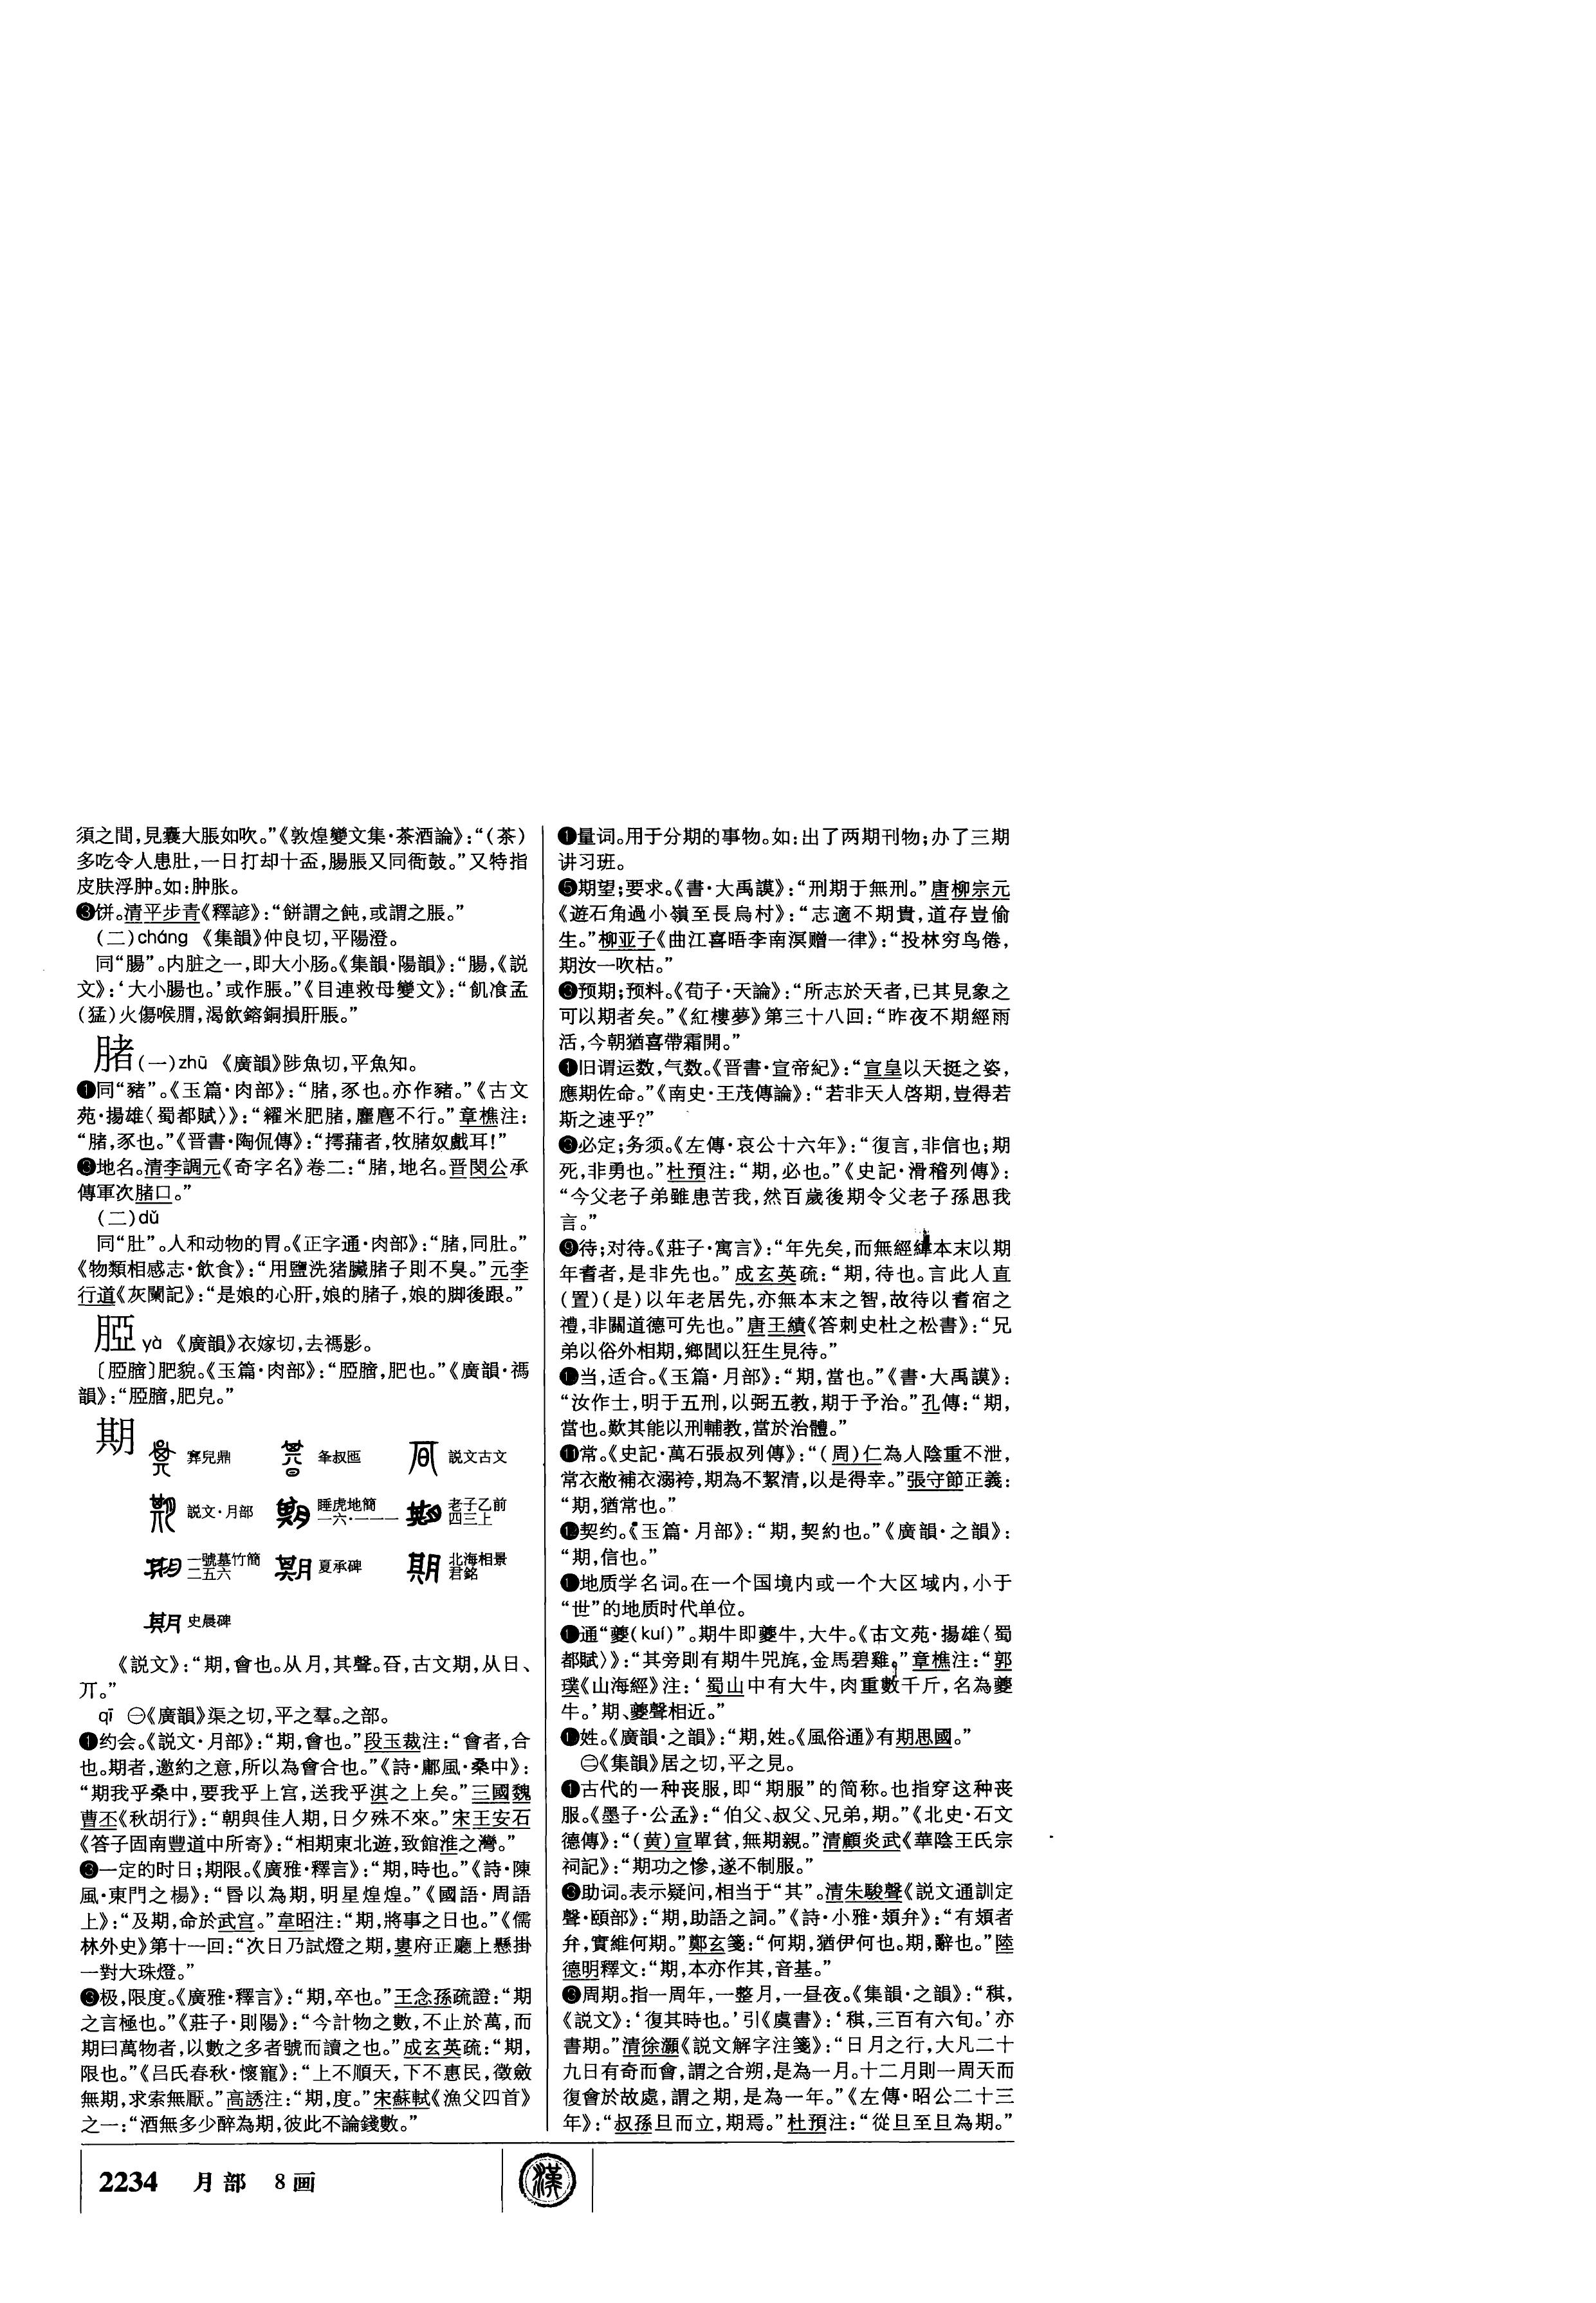 須之間,見囊大脹如吹。”《敦煌變文集·茶酒論》:“(茶)
多吃令人患肚,一日打却十盃,腸脹又同衙鼓。”又特指
皮肤浮肿。如:肿胀。
❸饼。清平步青《釋諺》:“餅謂之飩,或謂之脹。”
(二)cháng 《集韻》仲良切,平陽澄。
同“腸”。内脏之一,即大小肠。《集韻·陽韻》:“腸,《説
文》:‘大小腸也。’或作脹。”《目連救母變文》:“飢飡孟
(猛)火傷喉䏽,渴飲鎔銅損肝脹。”
䐗(一)zhū 《廣韻》陟魚切,平魚知。
❶同“豬”。《玉篇·肉部》:“䐗,豕也。亦作豬。”《古文
苑·揚雄〈蜀都賦〉》:“糴米肥䐗,麈麀不行。”章樵注:
“䐗,豕也。”《晋書·陶侃傳》:“摴蒱者,牧䐗奴戲耳!”
❸地名。清李調元《奇字名》卷二:“䐗,地名。晋閔公承
傳軍次䐗口。”
(二)dǔ
同“肚”。人和动物的胃。《正字通·肉部》:“䐗,同肚。”
《物類相感志·飲食》:“用鹽洗猪臟䐗子則不臭。”元李
行道《灰闌記》:“是娘的心肝,娘的䐗子,娘的脚後跟。”
䐒 yà 《廣韻》衣嫁切,去禡影。
肥貌。《玉篇·肉部》:肥也。”《廣韻·禡
韻》:肥皃。”
期 寡兒鼎 夆叔匜 説文古文
説文·月部 睡虎地簡一六·一一一 老子乙前四三上
一號墓竹簡二五六 夏承碑 北海相景君銘
史晨碑
《説文》:“期,會也。从月,其聲。𣅆,古文期,从日、
丌。”
qī ㊀《廣韻》渠之切,平之羣。之部。
❶约会。《説文·月部》:“期,會也。”段玉裁注:“會者,合
也。期者,邀約之意,所以為會合也。”《詩·鄘風·桑中》:
“期我乎桑中,要我乎上宫,送我乎淇之上矣。”三國魏
曹丕《秋胡行》:“朝與佳人期,日夕殊不來。”宋王安石
《答子固南豐道中所寄》:“相期東北遊,致館淮之灣。”
❸一定的时日;期限。《廣雅·釋言》:“期,時也。”《詩·陳
風·東門之楊》:“昏以為期,明星煌煌。”《國語·周語
上》:“及期,命於武宫。”韋昭注:“期,將事之日也。”《儒
林外史》第十一回:“次日乃試燈之期,婁府正廳上懸掛
一對大珠燈。”
❸极,限度。《廣雅·釋言》:“期,卒也。”王念孫疏證:“期
之言極也。”《莊子·則陽》:“今計物之數,不止於萬,而
期曰萬物者,以數之多者號而讀之也。”成玄英疏:“期,
限也。”《吕氏春秋·懷寵》:“上不順天,下不惠民,徵斂
無期,求索無厭。”高誘注:“期,度。”宋蘇軾《漁父四首》
之一:“酒無多少醉為期,彼此不論錢數。”
❶量词。用于分期的事物。如:出了两期刊物;办了三期
讲习班。
❺期望;要求。《書·大禹謨》:“刑期于無刑。”唐柳宗元
《遊石角過小嶺至長烏村》:“志適不期貴,道存豈偷
生。”柳亚子《曲江喜晤李南溟赠一律》:“投林穷鸟倦,
期汝一吹枯。”
❸预期;预料。《荀子·天論》:“所志於天者,已其見象之
可以期者矣。”《紅樓夢》第三十八回:“昨夜不期經雨
活,今朝猶喜帶霜開。”
❶旧谓运数,气数。《晋書·宣帝紀》:“宣皇以天挺之姿,
應期佐命。”《南史·王茂傳論》:“若非天人啓期,豈得若
斯之速乎?”
❸必定;务须。《左傳·哀公十六年》:“復言,非信也;期
死,非勇也。”杜預注:“期,必也。”《史記·滑稽列傳》:
“今父老子弟雖患苦我,然百歲後期令父老子孫思我
言。”
❾待;对待。《莊子·寓言》:“年先矣,而無經緯本末以期
年耆者,是非先也。”成玄英疏:“期,待也。言此人直
(置)(是)以年老居先,亦無本末之智,故待以耆宿之
禮,非關道德可先也。”唐王績《答刺史杜之松書》:“兄
弟以俗外相期,鄉閭以狂生見待。”
当,适合。《玉篇·月部》:“期,當也。”《書·大禹謨》:
“汝作士,明于五刑,以弼五教,期于予治。”孔傳:“期,
當也。歎其能以刑輔教,當於治體。”
⓫常。《史記·萬石張叔列傳》:“(周)仁為人陰重不泄,
常衣敝補衣溺袴,期為不絜清,以是得幸。”張守節正義:
“期,猶常也。”
契约。《玉篇·月部》:“期,契約也。”《廣韻·之韻》:
“期,信也。”
地质学名词。在一个国境内或一个大区域内,小于
“世”的地质时代单位。
通“夔(kuí)”。期牛即夔牛,大牛。《古文苑·揚雄〈蜀
都賦〉》:“其旁則有期牛兕旄,金馬碧雞。”章樵注:“郭
璞《山海經》注:‘蜀山中有大牛,肉重數千斤,名為夔
牛。’期、夔聲相近。”
姓。《廣韻·之韻》:“期,姓。《風俗通》有期思國。”
㊁《集韻》居之切,平之見。
❶古代的一种丧服,即“期服”的简称。也指穿这种丧
服。《墨子·公孟》:“伯父、叔父、兄弟,期。”《北史·石文
德傳》:“(黄)宣單貧,無期親。”清顧炎武《華陰王氏宗
祠記》:“期功之慘,遂不制服。”
❸助词。表示疑问,相当于“其”。清朱駿聲《説文通訓定
聲·頤部》:“期,助語之詞。”《詩·小雅·頍弁》:“有頍者
弁,實維何期。”鄭玄箋:“何期,猶伊何也。期,辭也。”陸
德明釋文:“期,本亦作其,音基。”
❸周期。指一周年,一整月,一昼夜。《集韻·之韻》:“稘,
《説文》:‘復其時也。’引《虞書》:‘稘,三百有六旬。’亦
書期。”清徐灝《説文解字注箋》:“日月之行,大凡二十
九日有奇而會,謂之合朔,是為一月。十二月則一周天而
復會於故處,謂之期,是為一年。”《左傳·昭公二十三
年》:“叔孫旦而立,期焉。”杜預注:“從旦至旦為期。”
2234 月部 8画
漢